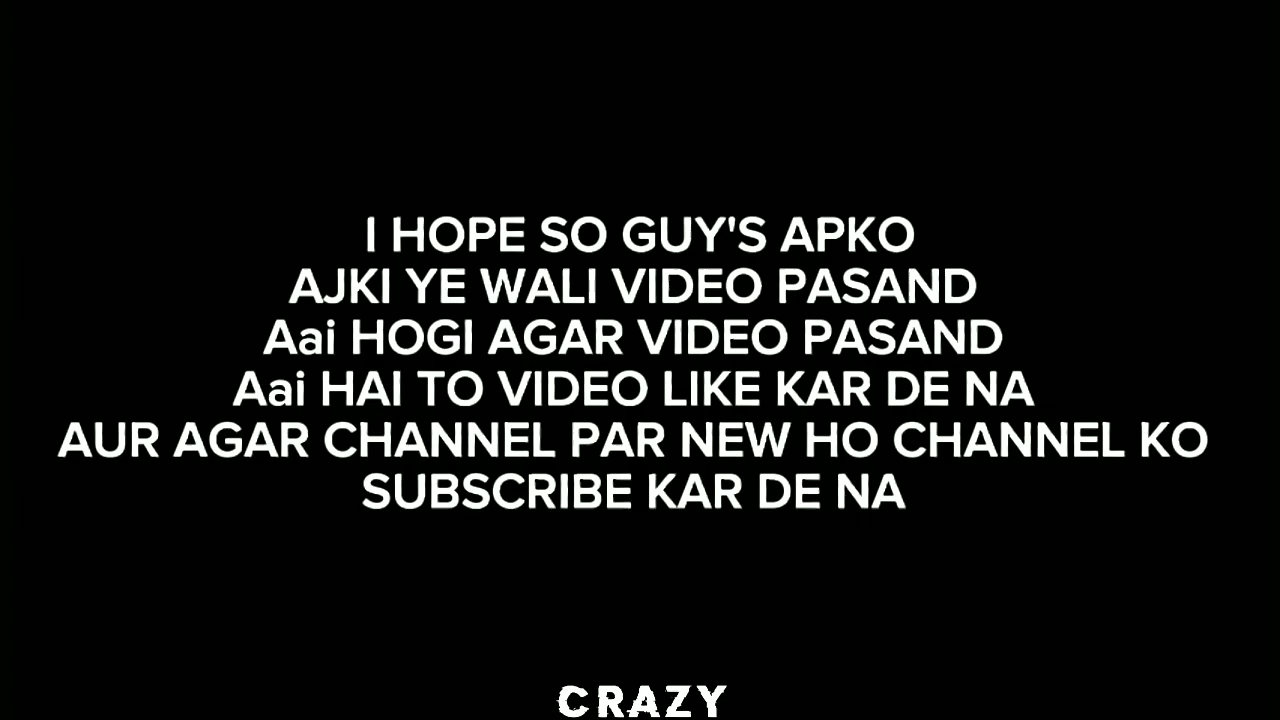 I HOPE SO GUY'S APKO
AJKI YE WALI VIDEO PASAND
Aai HOGI AGAR VIDEO PASAND
Aai HAI TO VIDEO LIKE KAR DE NA
AUR AGAR CHANNEL PAR NEW HO CHANNEL KO
SUBSCRIBE KAR DE NA
CRAZY